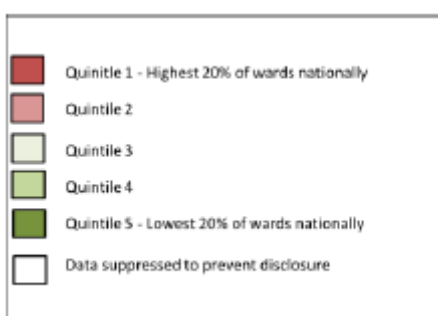 Quinitle 1 - Highest 20% of wards nationally
Quintile 2
Quintile 3
Quintile 4
Quintile 5 - Lowest 20% of wards nationally
Data suppressed to prevent disclosure